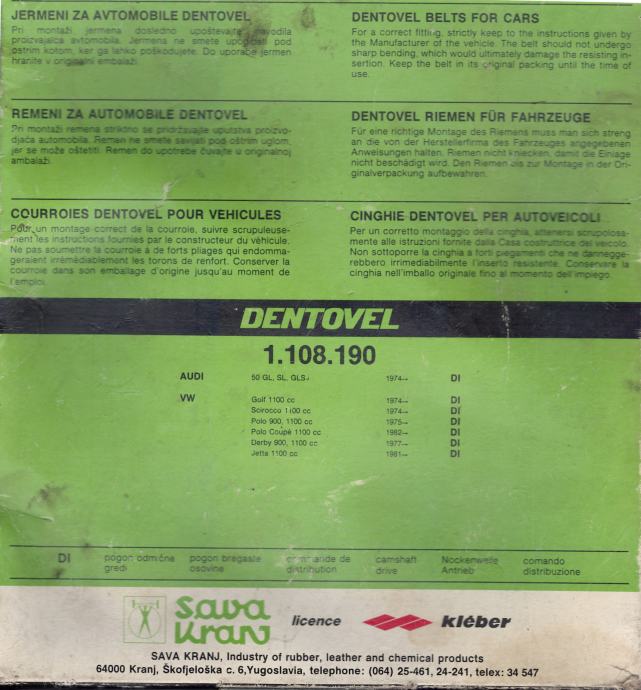 JERMENI ZA AVTOMOBILE DENTOVEL
Pri montaži jermena dosledno upoštevajte navodila
proizvajalca avtomobila. Jermena ne smete upogibati pod
ostrim kotom, ker ga lahko poškodujete. Do uporabe jermen
hranite v originalni embalaži.
DENTOVEL BELTS FOR CARS
For a correct fitting, strictly keep to the instructions given by
the Manufacturer of the vehicle. The belt should not undergo
sharp bending, which would ultimately damage the resisting in-
sertion. Keep the belt in its original packing until the time of
use.
REMENI ZA AUTOMOBILE DENTOVEL
Pri montaži remena striktno se pridržavajte uputstva proizvo-
djača automobila. Remen ne smete savijati pod oštrim uglom,
jer se može oštetiti. Remen do upotrebe čuvajte u originalnoj
ambalaži.
DENTOVEL RIEMEN FÜR FAHRZEUGE
Für eine richtige Montage des Riemens muss man sich streng
an die von der Herstellerfirma des Fahrzeuges angegebenen
Anweisungen halten. Riemen nicht kniecken, damit die Einlage
nicht beschädigt wird. Den Riemen bis zur Montage in der Ori-
ginalverpackung aufbewahren.
COURROIES DENTOVEL POUR VEHICULES
Pour un montage correct de la courroie, suivre scrupuleuse-
ment les instructions fournies par le constructeur du véhicule.
Ne pas soumettre la courroie à de forts pliages qui endomma-
geraient irrémédiablement les torons de renfort. Conserver la
courroie dans son emballage d'origine jusqu'au moment de
l'emploi.
CINGHIE DENTOVEL PER AUTOVEICOLI
Per un corretto montaggio della cinghia, attenersi scrupolosa-
mente alle istruzioni fornite dalla Casa costruttrice del veicolo.
Non sottoporre la cinghia a forti piegamenti che ne dannegge-
rebbero irrimediabilmente l'inserto resistente. Conservare la
cinghia nell'imballo originale fino al momento dell'impiego.
DENTOVEL
1.108.190
AUDI 50 GL, SL, GLS 1974→ DI
VW Golf 1100 cc 1974→ DI
Scirocco 1100 cc 1974→ DI
Polo 900, 1100 cc 1975→ DI
Polo Coupè 1100 cc 1982→ DI
Derby 900, 1100 cc 1977→ DI
Jetta 1100 cc 1981→ DI
DI pogon odmične pogon bregaste commande de camshaft Nockenwelle comando
gredi osovine distribution drive Antrieb distribuzione
sava
kranj
licence
kléber
SAVA KRANJ, Industry of rubber, leather and chemical products
64000 Kranj, Škofjeloška c. 6,Yugoslavia, telephone: (064) 25-461, 24-241, telex: 34 547